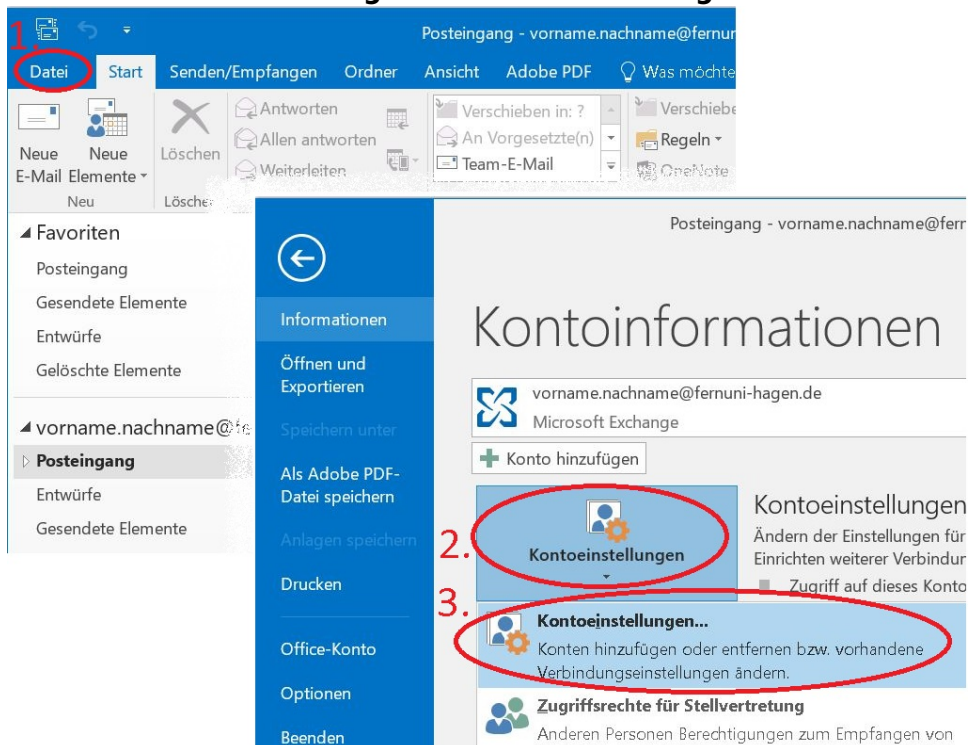 1.
Posteingang - vorname.nachname@fernun
Datei Start Senden/Empfangen Ordner Ansicht Adobe PDF Was möchte
Neue E-Mail
Neue Elemente
Neu
Löschen
Antworten
Allen antworten
Weiterleiten
Verschieben in: ?
An Vorgesetzte(n)
Team-E-Mail
Regeln
OneNote
Favoriten
Posteingang
Gesendete Elemente
Entwürfe
Gelöschte Elemente
vorname.nachname@fe
Posteingang
Entwürfe
Gesendete Elemente
Posteingang - vorname.nachname@fern
Informationen
Öffnen und
Exportieren
Speichern unter
Als Adobe PDF-
Datei speichern
Anlagen speichern
Drucken
Office-Konto
Optionen
Beenden
Kontoinformationen
vorname.nachname@fernuni-hagen.de
Microsoft Exchange
Konto hinzufügen
2.
Kontoeinstellungen
Kontoeinstellungen
Ändern der Einstellungen für
Einrichten weiterer Verbindun
Zugriff auf dieses Konto
3.
Kontoeinstellungen...
Konten hinzufügen oder entfernen bzw. vorhandene
Verbindungseinstellungen ändern.
Zugriffsrechte für Stellvertretung
Anderen Personen Berechtigungen zum Empfangen von